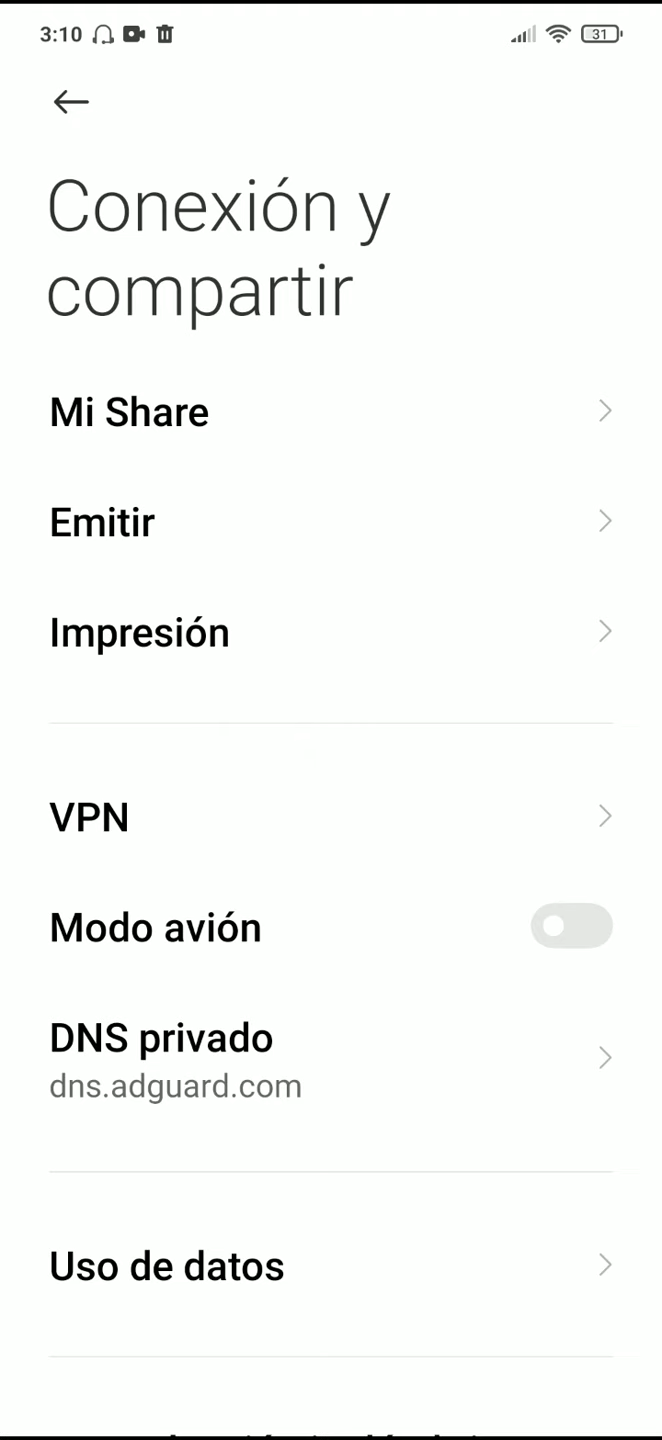 3:10
31
Conexión y
compartir
Mi Share
Emitir
Impresión
VPN
Modo avión
DNS privado
dns.adguard.com
Uso de datos